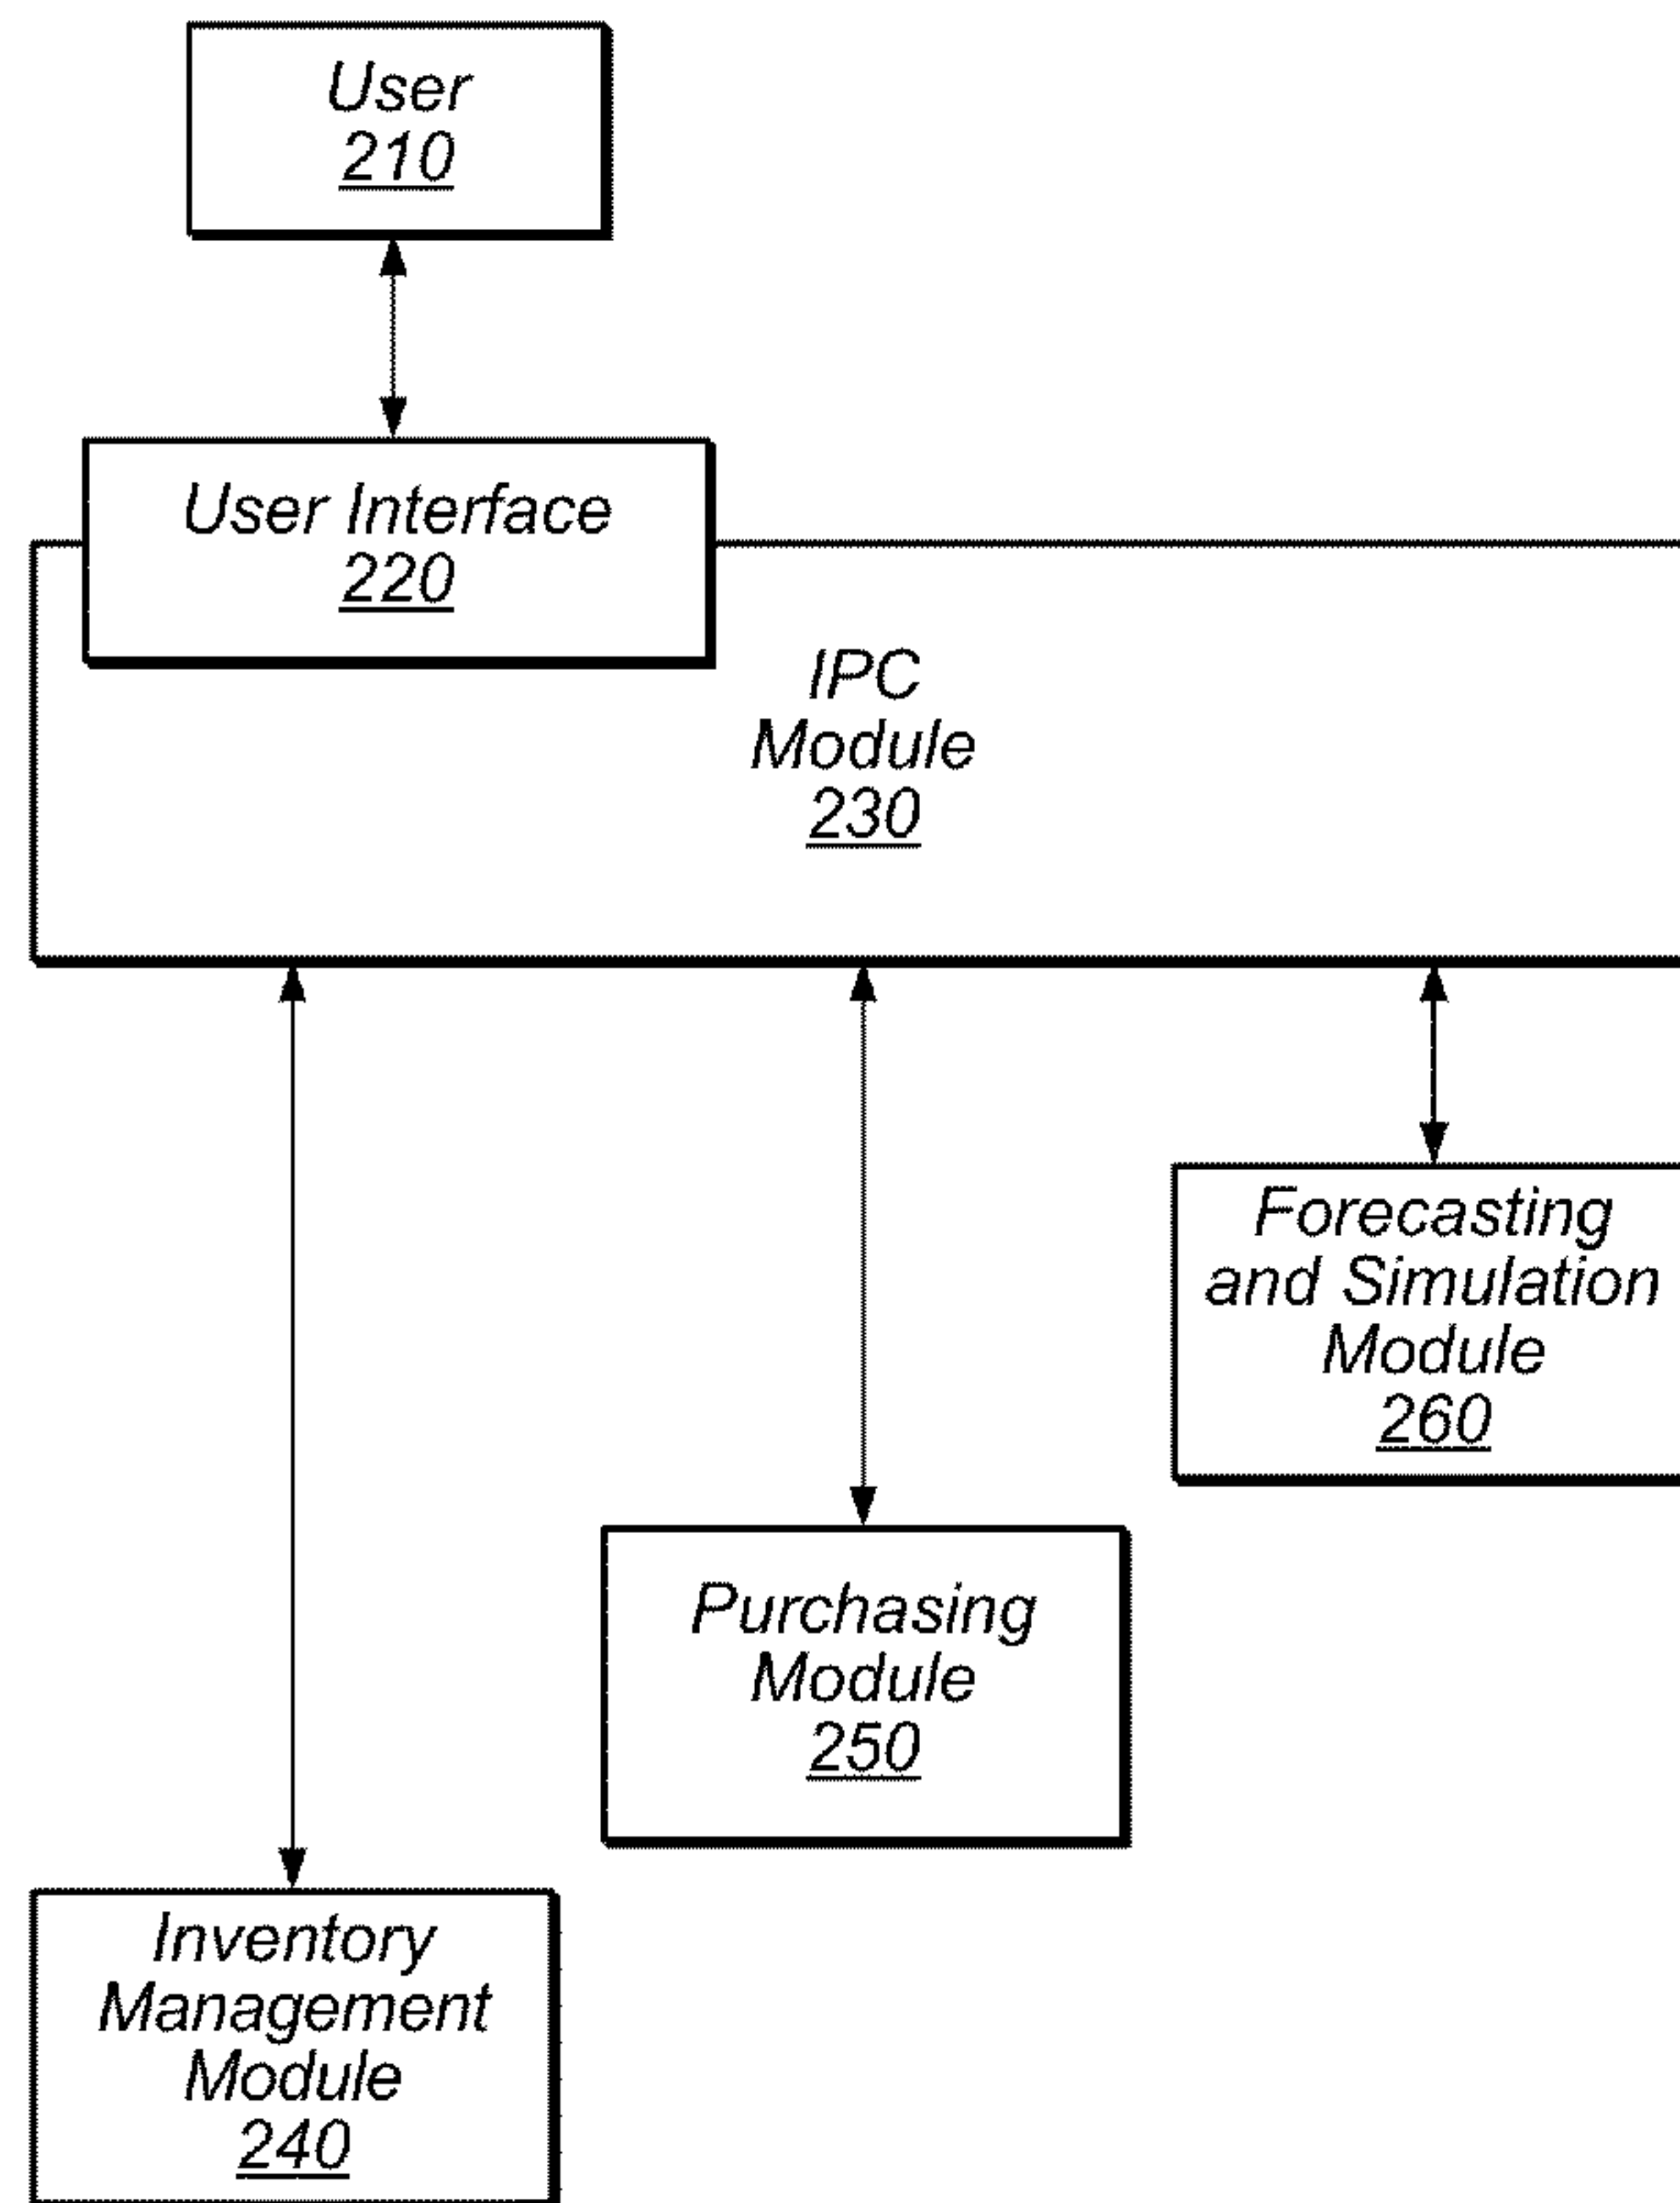 User
210
User Interface
220
IPC
Module
230
Forecasting
and Simulation
Module
260
Purchasing
Module
250
Inventory
Management
Module
240